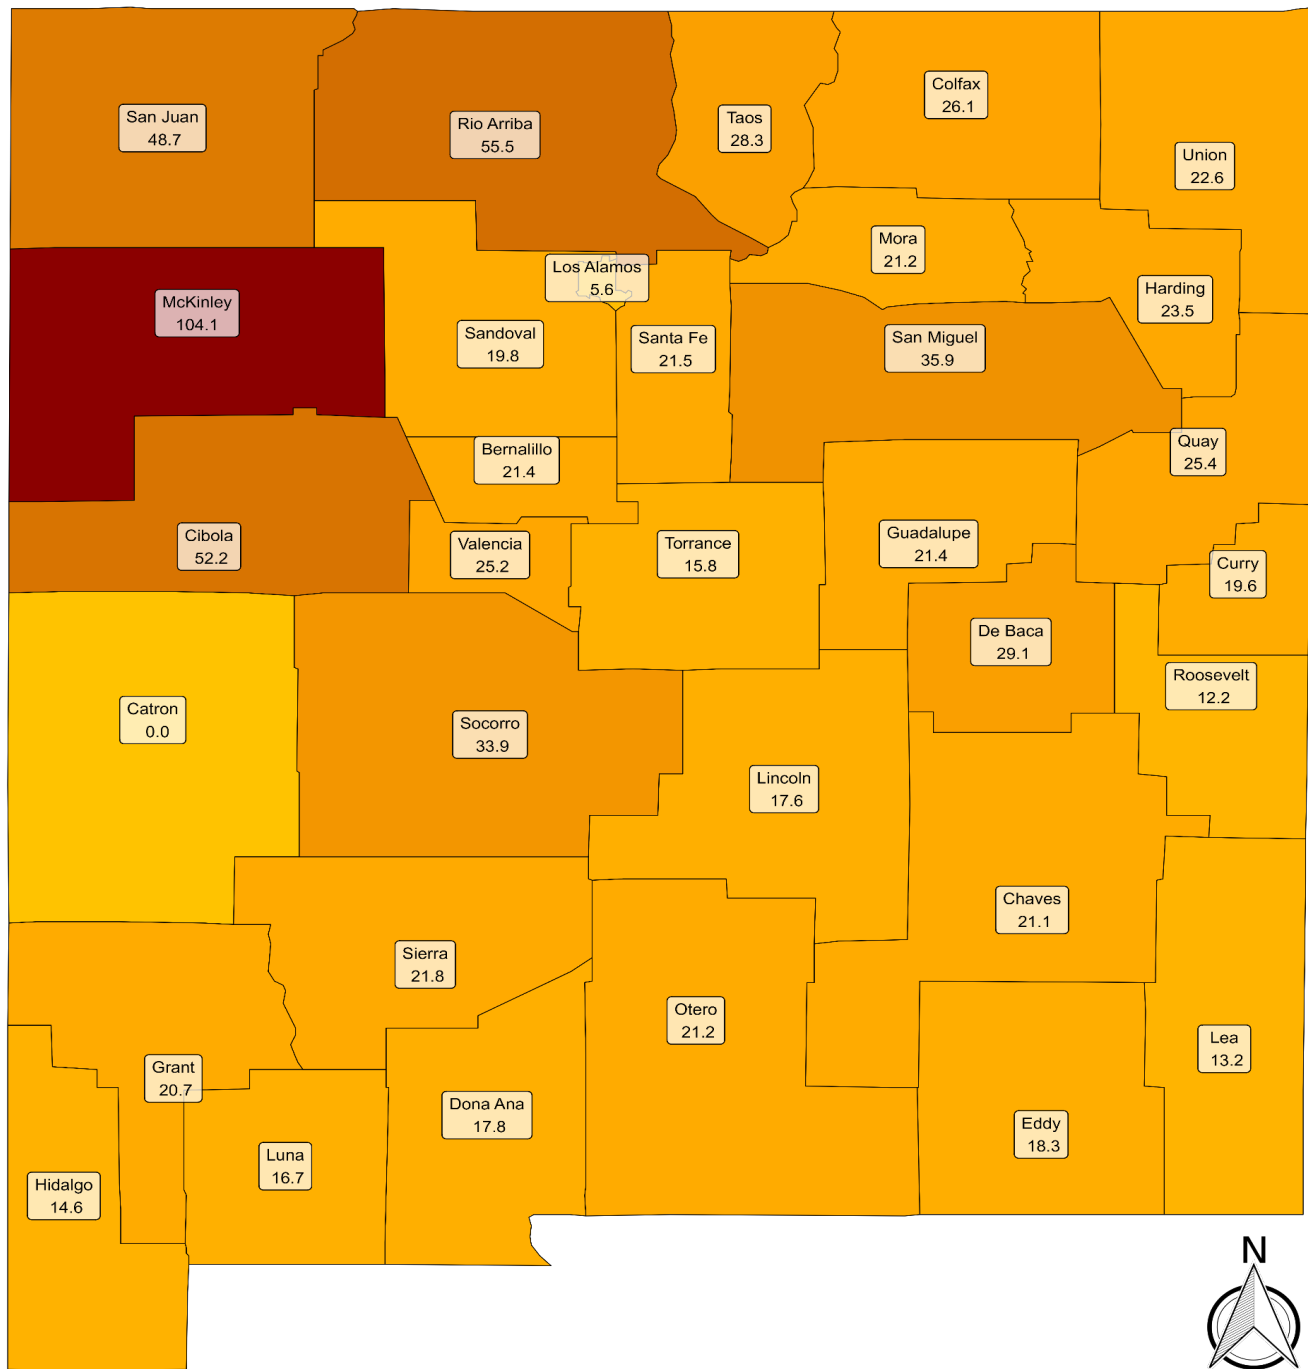 San Juan
48.7
Rio Arriba
55.5
Taos
28.3
Colfax
26.1
Union
22.6
Mora
21.2
Harding
23.5
Los Alamos
5.6
McKinley
104.1
Sandoval
19.8
Santa Fe
21.5
San Miguel
35.9
Quay
25.4
Bernalillo
21.4
Cibola
52.2
Valencia
25.2
Torrance
15.8
Guadalupe
21.4
Curry
19.6
De Baca
29.1
Roosevelt
12.2
Catron
0.0
Socorro
33.9
Lincoln
17.6
Chaves
21.1
Sierra
21.8
Otero
21.2
Lea
13.2
Grant
20.7
Dona Ana
17.8
Eddy
18.3
Luna
16.7
Hidalgo
14.6
N